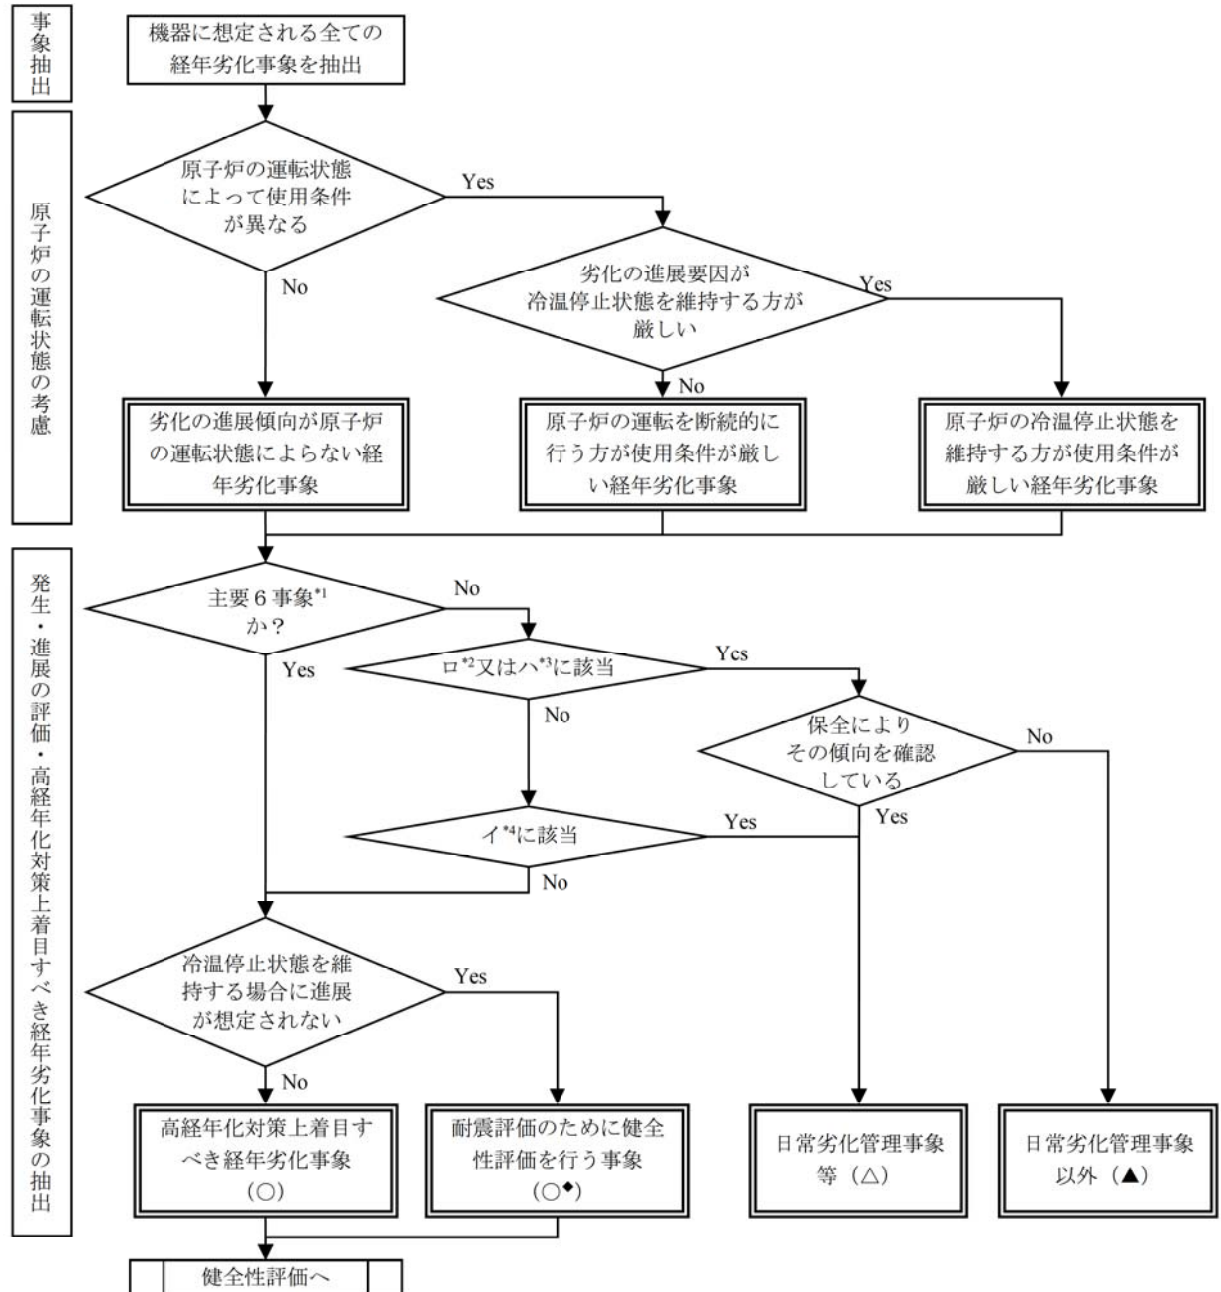 事象抽出
機器に想定される全ての
経年劣化事象を抽出
原子炉の運転状態の考慮
原子炉の運転状態
によって使用条件
が異なる
Yes
No
劣化の進展要因が
冷温停止状態を維持する方が
厳しい
Yes
No
劣化の進展傾向が原子炉
の運転状態によらない経
年劣化事象
原子炉の運転を断続的に
行う方が使用条件が厳し
い経年劣化事象
原子炉の冷温停止状態を
維持する方が使用条件が
厳しい経年劣化事象
発生・進展の評価・高経年化対策上着目すべき経年劣化事象の抽出
主要6事象*1
か?
No
Yes
ロ*2又はハ*3に該当
Yes
No
保全により
その傾向を確認
している
No
Yes
イ*4に該当
Yes
No
冷温停止状態を維
持する場合に進展
が想定されない
Yes
No
高経年化対策上着目す
べき経年劣化事象
(○)
耐震評価のために健全
性評価を行う事象
(○◆)
日常劣化管理事象
等(△)
日常劣化管理事象
以外(▲)
健全性評価へ